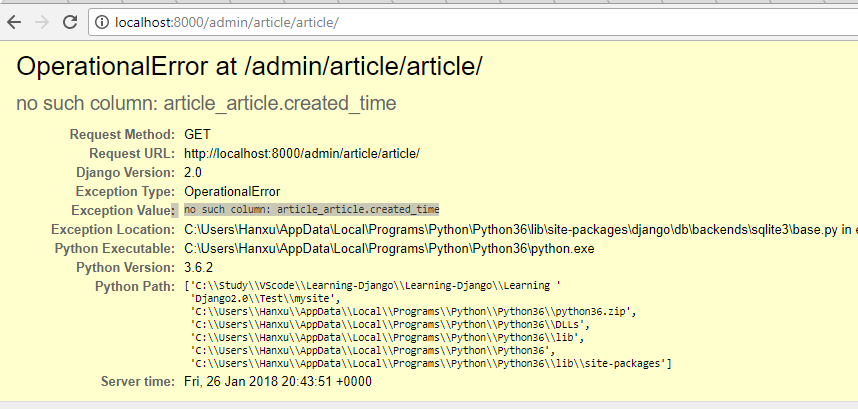 localhost:8000/admin/article/article/
OperationalError at /admin/article/article/
no such column: article_article.created_time
Request Method: GET
Request URL: http://localhost:8000/admin/article/article/
Django Version: 2.0
Exception Type: OperationalError
Exception Value: no such column: article_article.created_time
Exception Location: C:\Users\Hanxu\AppData\Local\Programs\Python\Python36\lib\site-packages\django\db\backends\sqlite3\base.py in e
Python Executable: C:\Users\Hanxu\AppData\Local\Programs\Python\Python36\python.exe
Python Version: 3.6.2
Python Path: ['C:\\Study\\VScode\\Learning-Django\\Learning-Django\\Learning '
'Django2.0\\Test\\mysite',
'C:\\Users\\Hanxu\\AppData\\Local\\Programs\\Python\\Python36\\python36.zip',
'C:\\Users\\Hanxu\\AppData\\Local\\Programs\\Python\\Python36\\DLLs',
'C:\\Users\\Hanxu\\AppData\\Local\\Programs\\Python\\Python36\\lib',
'C:\\Users\\Hanxu\\AppData\\Local\\Programs\\Python\\Python36',
'C:\\Users\\Hanxu\\AppData\\Local\\Programs\\Python\\Python36\\lib\\site-packages']
Server time: Fri, 26 Jan 2018 20:43:51 +0000